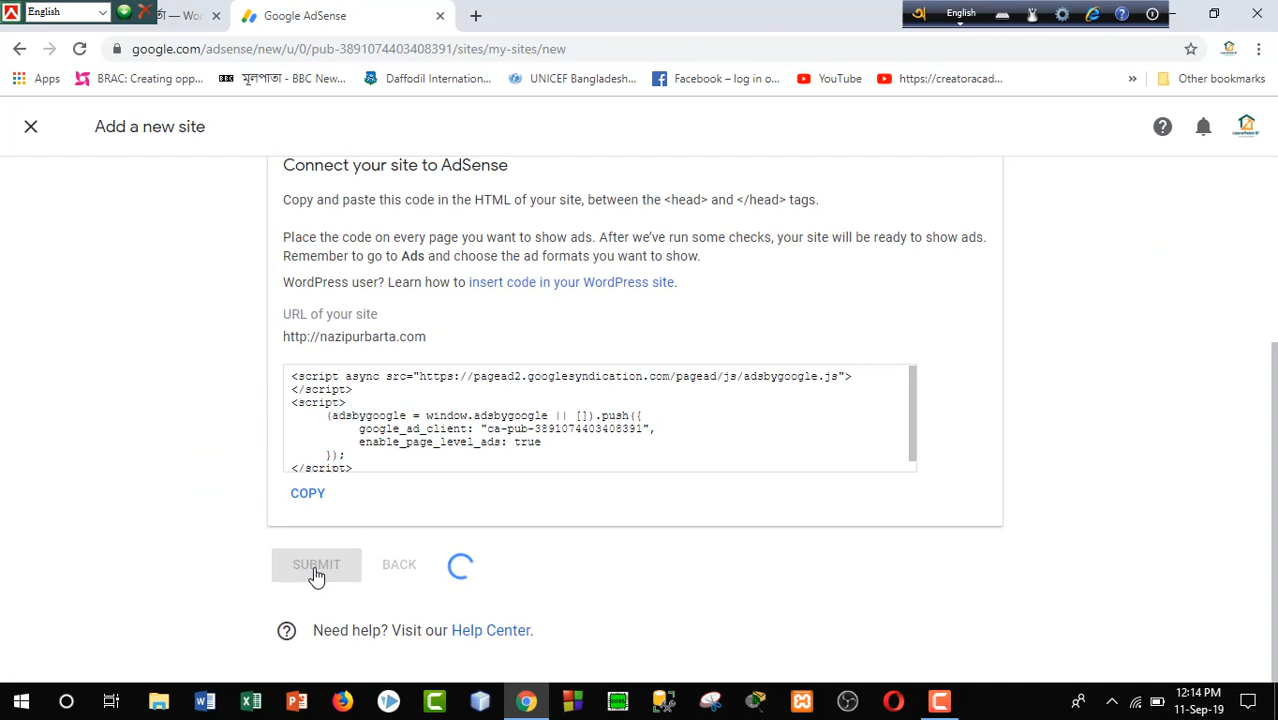 English
র্তা — Wor
Google AdSense
English
google.com/adsense/new/u/0/pub-3891074403408391/sites/my-sites/new
Apps
BRAC: Creating opp...
BBC
মূলপাতা - BBC New...
Daffodil Internation...
UNICEF Bangladesh...
Facebook – log in o...
YouTube
https://creatoracad...
»
Other bookmarks
Add a new site
Connect your site to AdSense
Copy and paste this code in the HTML of your site, between the <head> and </head> tags.
Place the code on every page you want to show ads. After we've run some checks, your site will be ready to show ads.
Remember to go to Ads and choose the ad formats you want to show.
WordPress user? Learn how to insert code in your WordPress site.
URL of your site
http://nazipurbarta.com
<script async src="https://pagead2.googlesyndication.com/pagead/js/adsbygoogle.js">
</script>
<script>
(adsbygoogle = window.adsbygoogle || []).push({
google_ad_client: "ca-pub-3891074403408391",
enable_page_level_ads: true
});
</script>
COPY
SUBMIT
BACK
Need help? Visit our Help Center.
12:14 PM
11-Sep-19